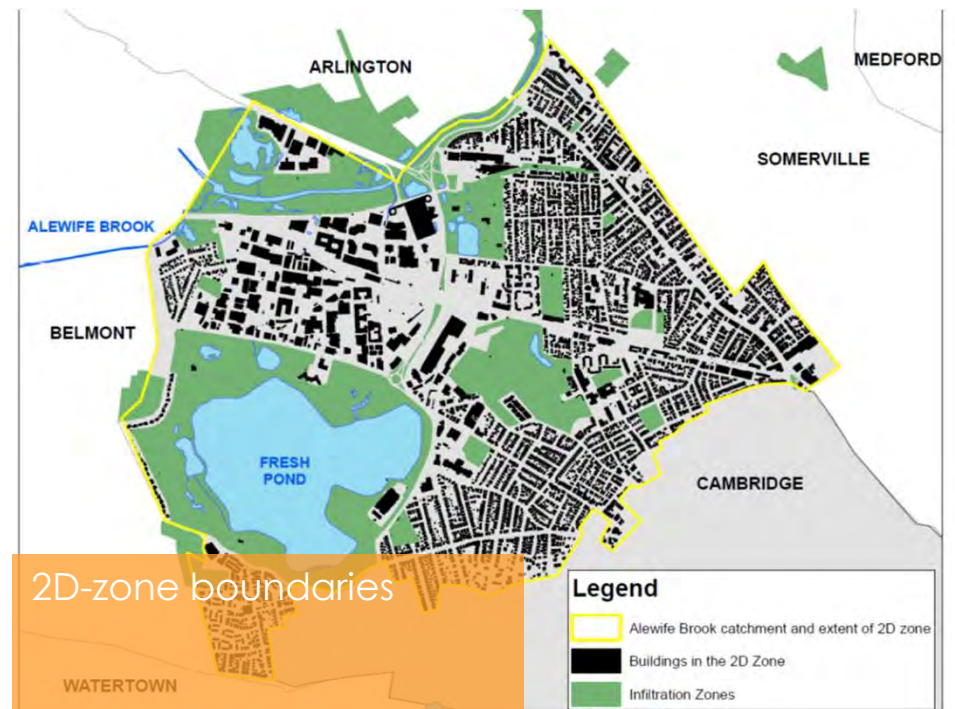 ARLINGTON
MEDFORD
SOMERVILLE
ALEWIFE BROOK
BELMONT
FRESH
POND
CAMBRIDGE
2D-zone boundaries
WATERTOWN
Legend
Alewife Brook catchment and extent of 2D zone
Buildings in the 2D Zone
Infiltration Zones